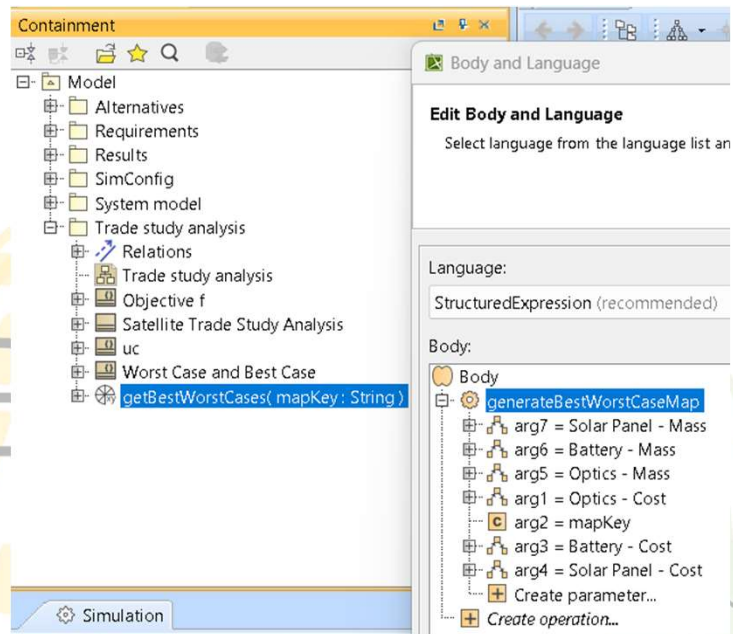 Containment
Model
Alternatives
Requirements
Results
SimConfig
System model
Trade study analysis
Relations
Trade study analysis
Objective f
Satellite Trade Study Analysis
uc
Worst Case and Best Case
getBestWorstCases( mapKey : String )
Simulation
Body and Language
Edit Body and Language
Select language from the language list an
Language:
StructuredExpression (recommended)
Body:
Body
generateBestWorstCaseMap
arg7 = Solar Panel - Mass
arg6 = Battery - Mass
arg5 = Optics - Mass
arg1 = Optics - Cost
C arg2 = mapKey
arg3 = Battery - Cost
arg4 = Solar Panel - Cost
Create parameter...
Create operation...